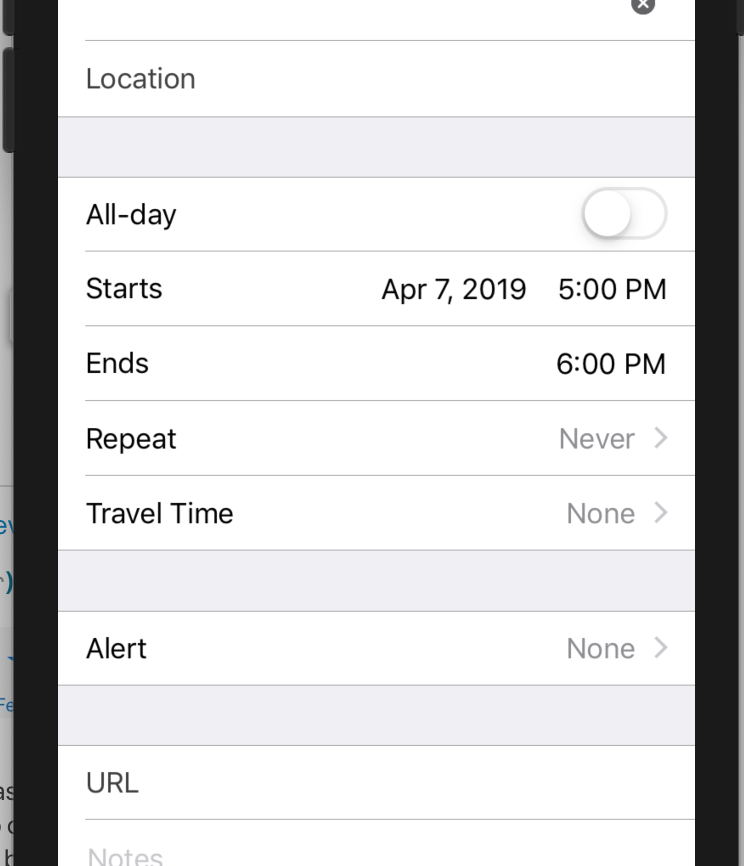 Location
All-day
Starts Apr 7, 2019 5:00 PM
Ends 6:00 PM
Repeat Never
Travel Time None
Alert None
URL
Notes